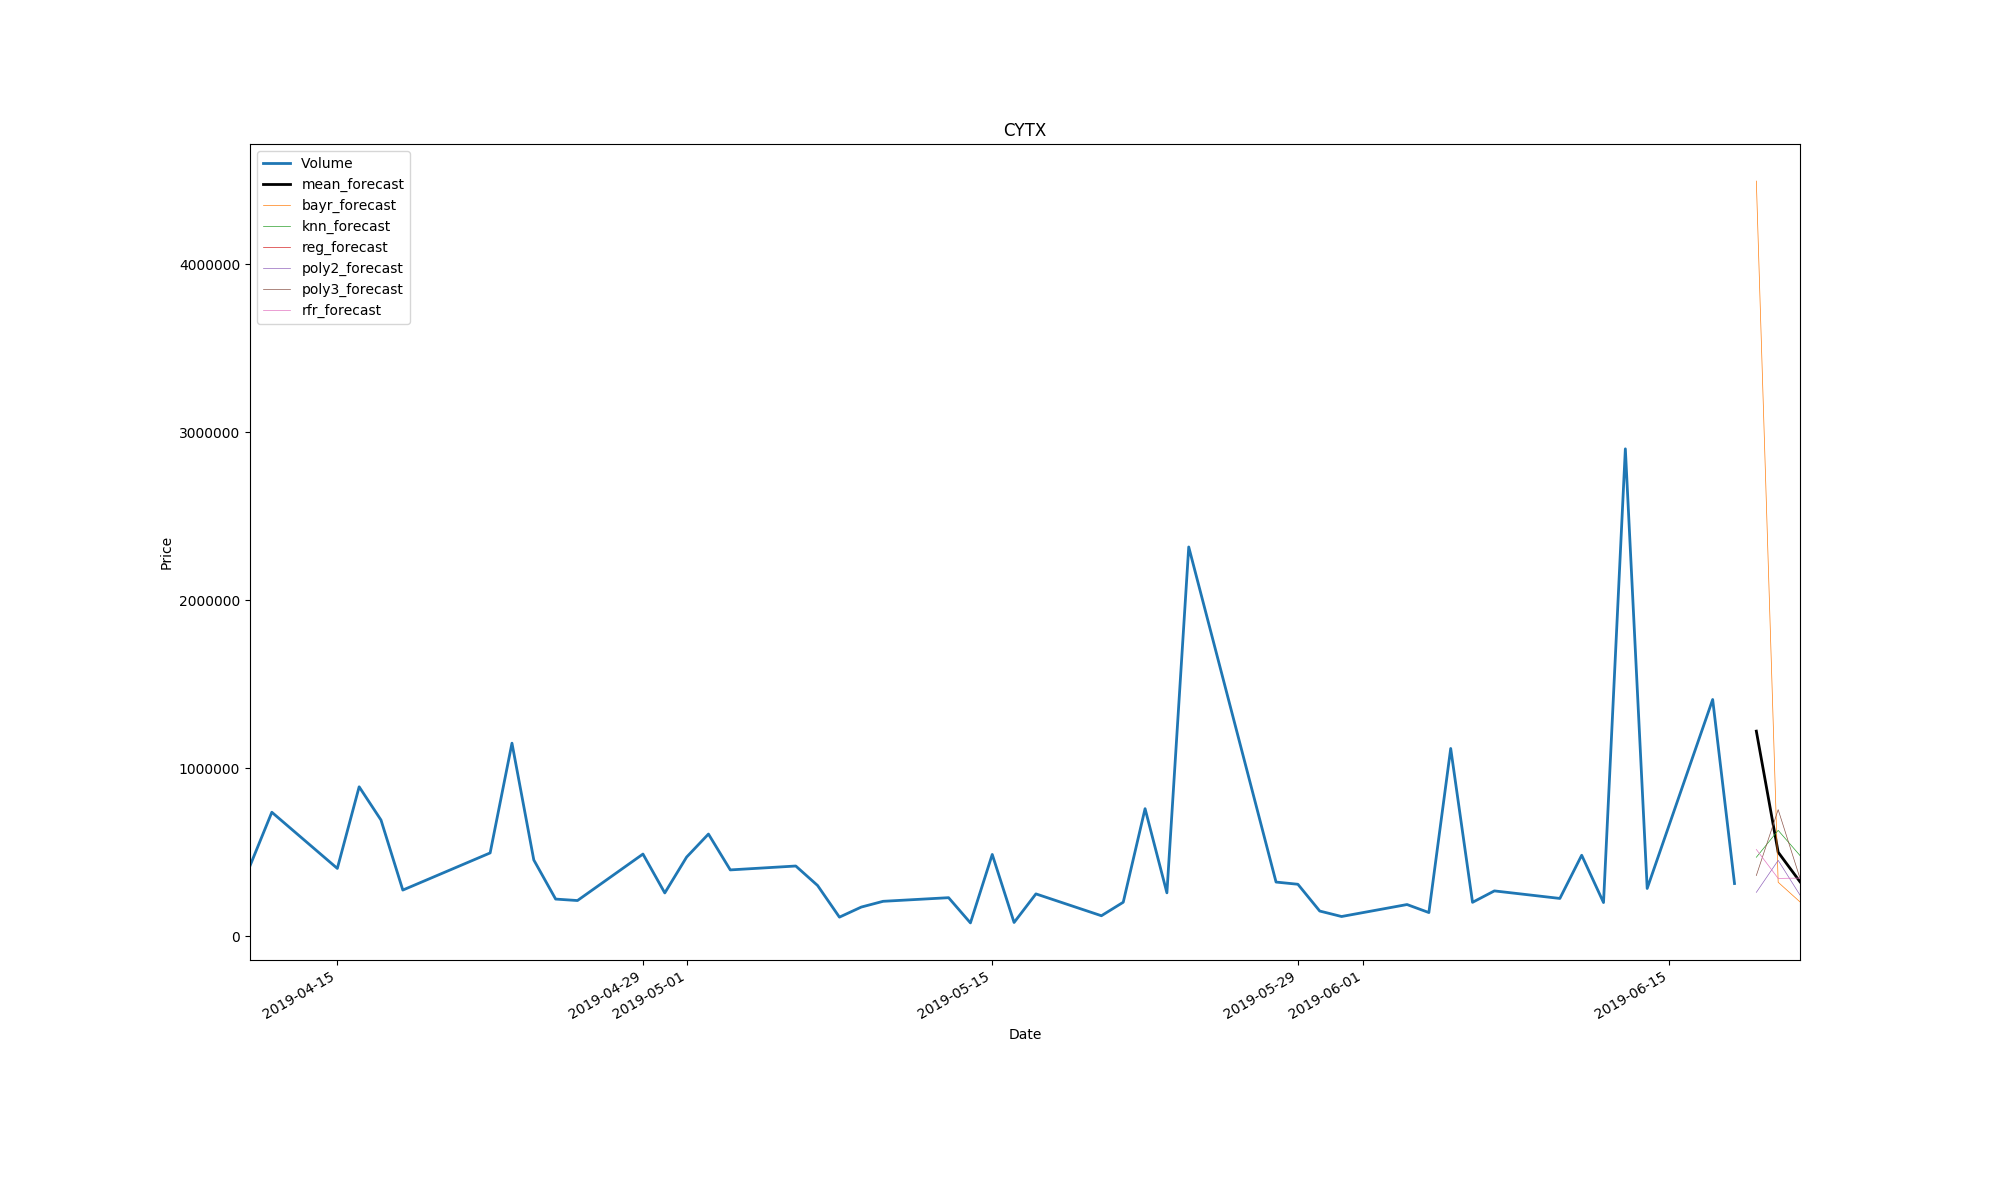 CYTX
Volume
mean_forecast
bayr_forecast
knn_forecast
reg_forecast
poly2_forecast
poly3_forecast
rfr_forecast
4000000
3000000
2000000
1000000
0
Price
2019-04-15
2019-04-29
2019-05-01
2019-05-15
2019-05-29
2019-06-01
2019-06-15
Date